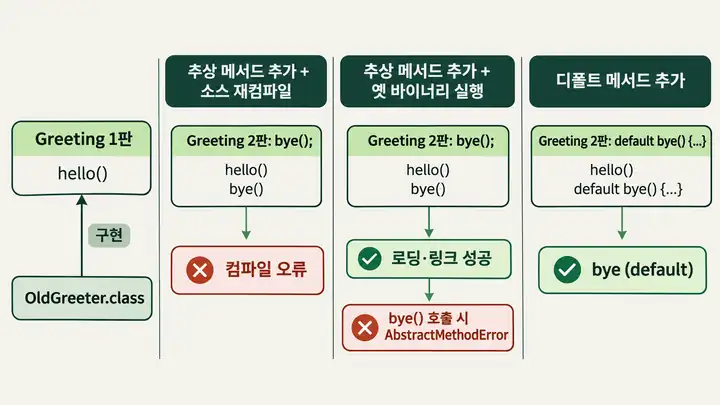 Greeting 1판
hello()
구현
OldGreeter.class
추상 메서드 추가 +
소스 재컴파일
Greeting 2판: bye();
hello()
bye()
컴파일 오류
추상 메서드 추가 +
옛 바이너리 실행
Greeting 2판: bye();
hello()
bye()
로딩·링크 성공
bye() 호출 시
AbstractMethodError
디폴트 메서드 추가
Greeting 2판: default bye() {...}
hello()
default bye() {...}
bye (default)